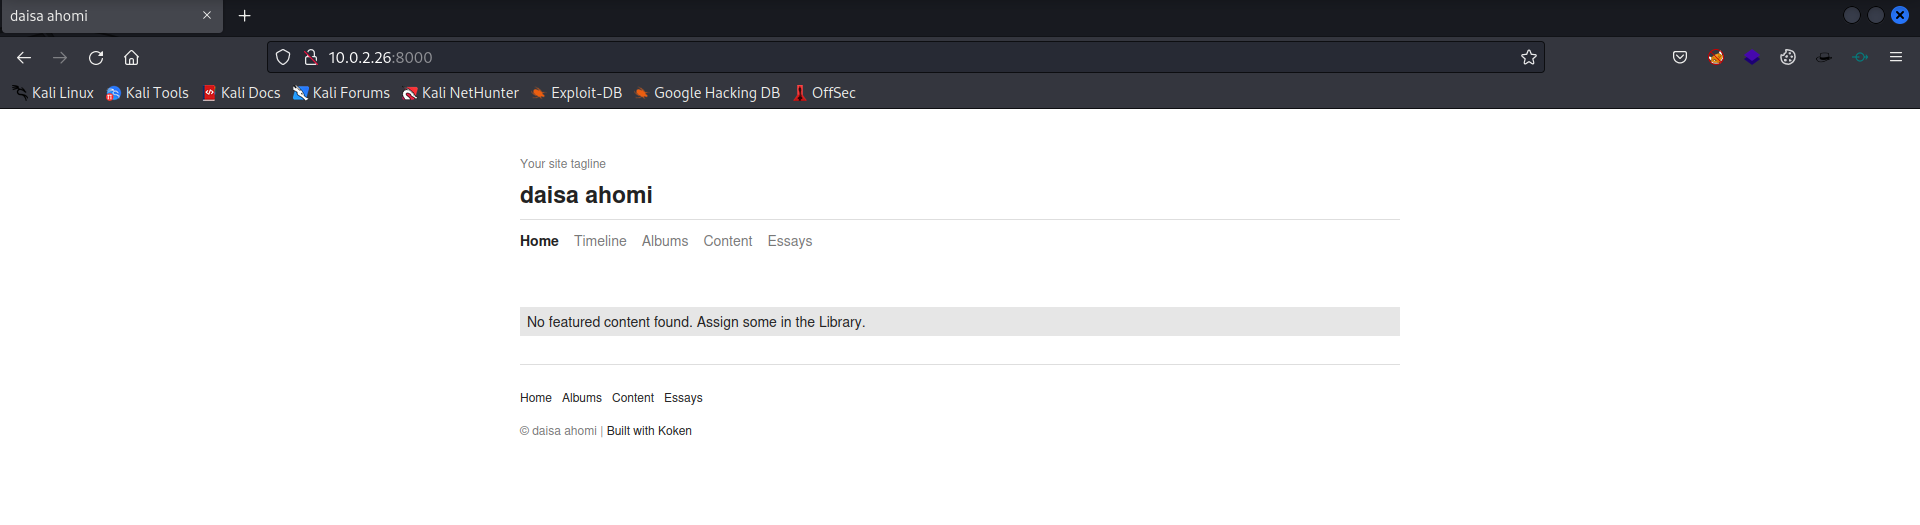 daisa ahomi
10.0.2.26:8000
Kali Linux Kali Tools Kali Docs Kali Forums Kali NetHunter Exploit-DB Google Hacking DB OffSec
Your site tagline
daisa ahomi
Home Timeline Albums Content Essays
No featured content found. Assign some in the Library.
Home Albums Content Essays
© daisa ahomi | Built with Koken